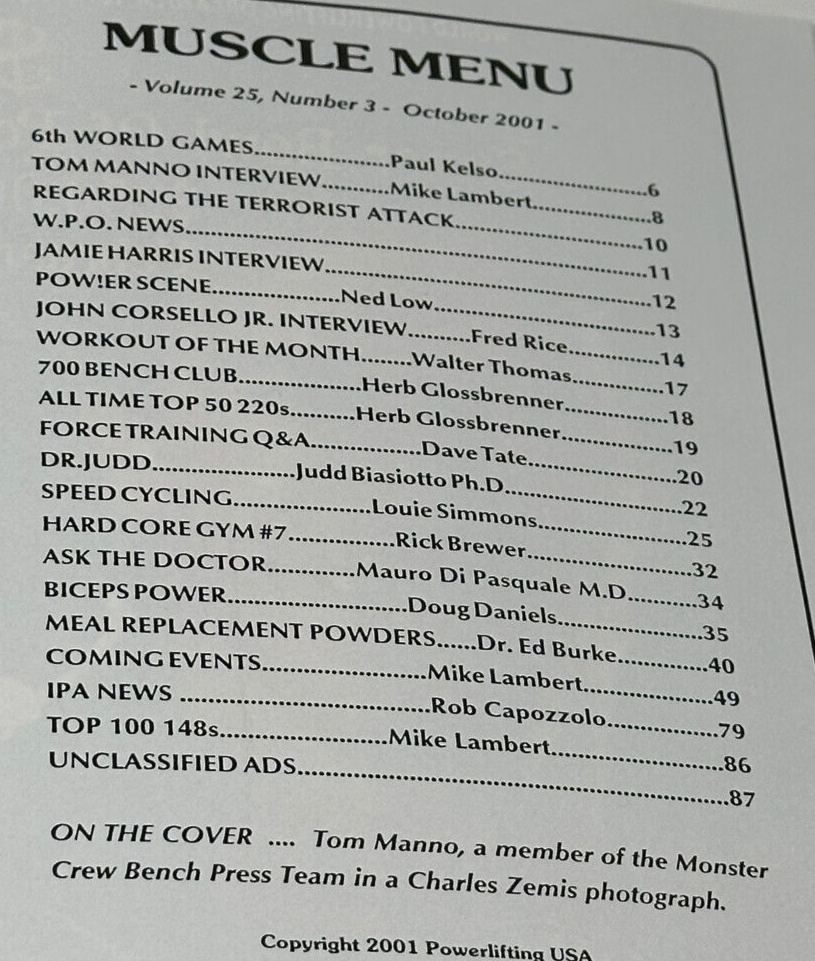 MUSCLE MENU
- Volume 25, Number 3 - October 2001 -
6th WORLD GAMES......................Paul Kelso........................6
TOM MANNO INTERVIEW...........Mike Lambert...................8
REGARDING THE TERRORIST ATTACK..............................10
W.P.O. NEWS..........................................................................11
JAMIE HARRIS INTERVIEW....................................................12
POW!ER SCENE.....................Ned Low....................................13
JOHN CORSELLO JR. INTERVIEW..........Fred Rice...............14
WORKOUT OF THE MONTH........Walter Thomas...............17
700 BENCH CLUB....................Herb Glossbrenner.................18
ALL TIME TOP 50 220s..........Herb Glossbrenner..................19
FORCE TRAINING Q&A..................Dave Tate........................20
DR.JUDD.......................Judd Biasiotto Ph.D............................22
SPEED CYCLING......................Louie Simmons........................25
HARD CORE GYM #7.................Rick Brewer..........................32
ASK THE DOCTOR..............Mauro Di Pasquale M.D...........34
BICEPS POWER.............................Doug Daniels.......................35
MEAL REPLACEMENT POWDERS......Dr. Ed Burke..............40
COMING EVENTS..........................Mike Lambert.....................49
IPA NEWS ........................................Rob Capozzolo..................79
TOP 100 148s...........................Mike Lambert...........................86
UNCLASSIFIED ADS....................................................................87
ON THE COVER .... Tom Manno, a member of the Monster
Crew Bench Press Team in a Charles Zemis photograph.
Copyright 2001 Powerlifting USA